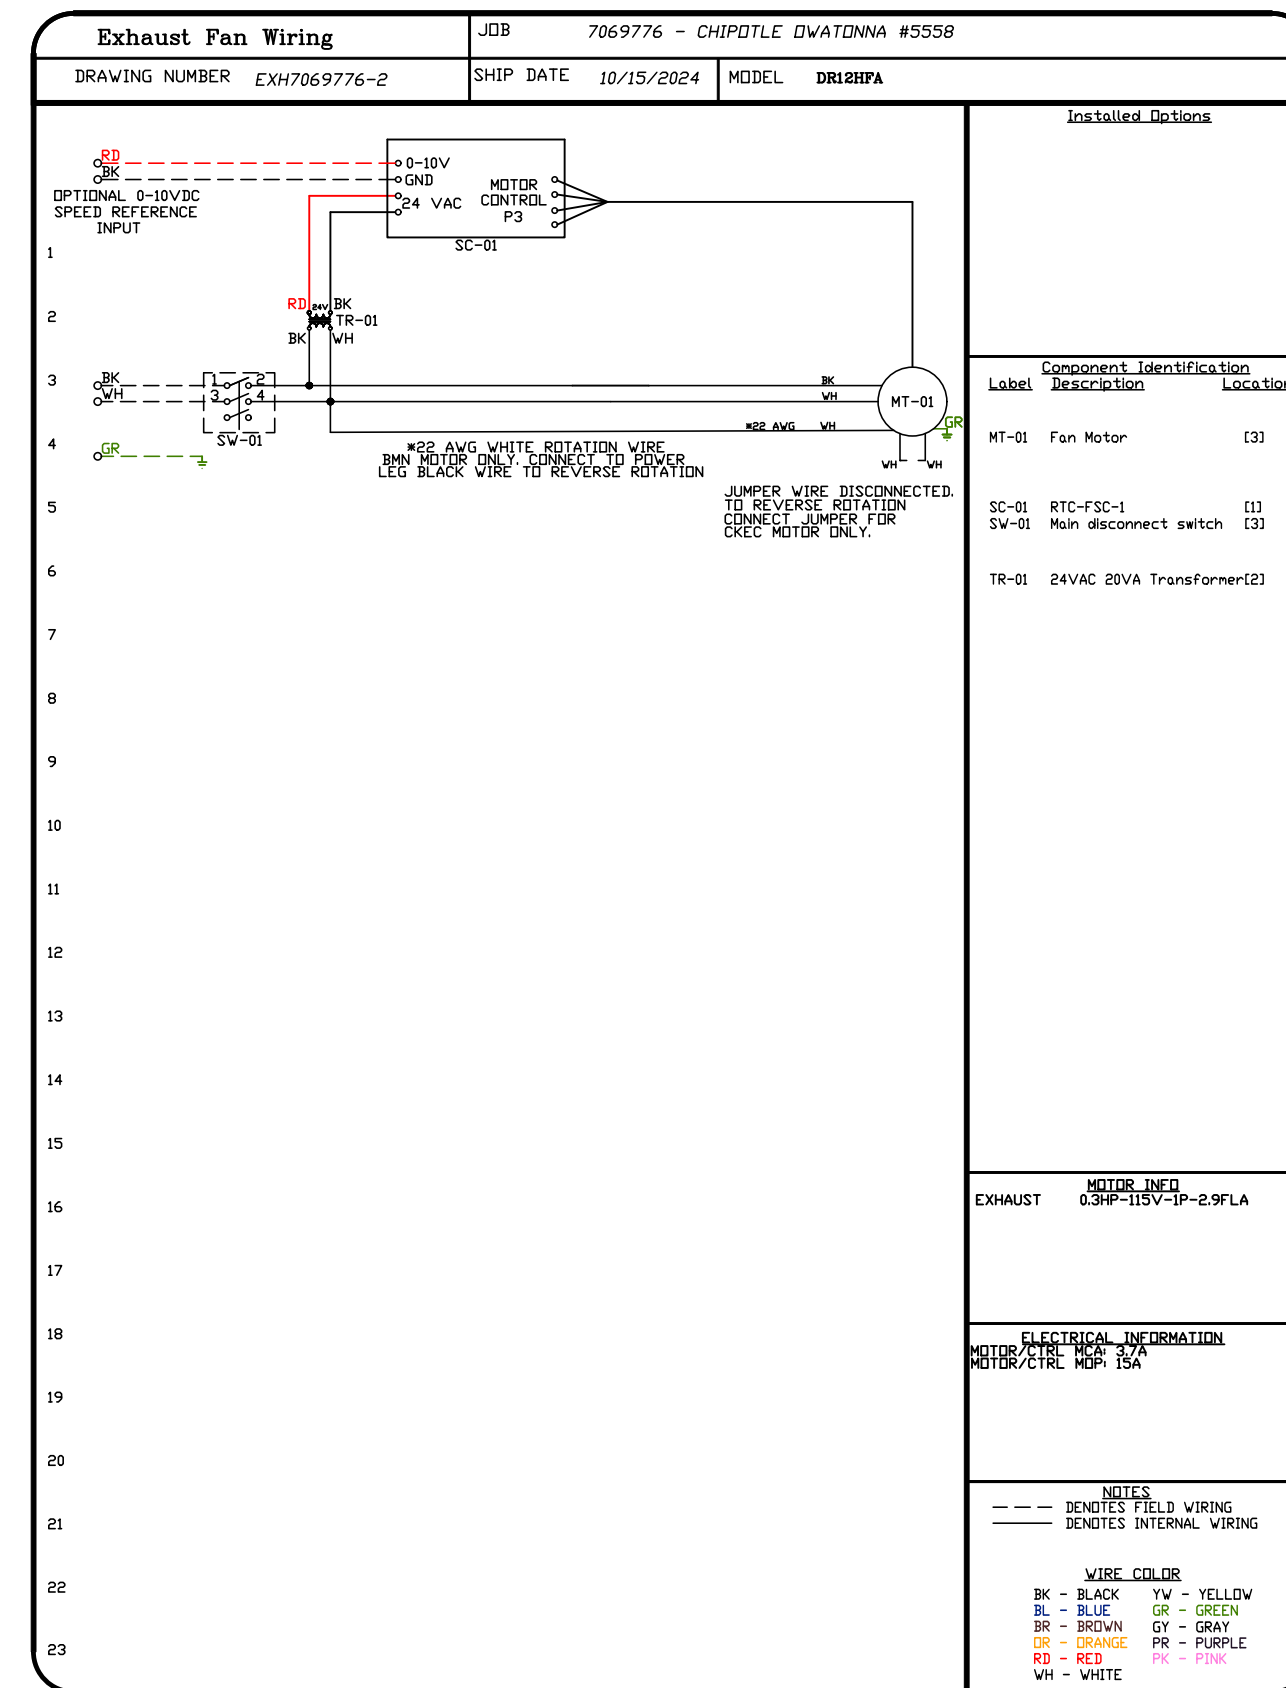 Exhaust Fan Wiring
JOB 7069776 - CHIPOTLE OWATONNA #5558
DRAWING NUMBER EXH7069776-2
SHIP DATE 10/15/2024
MODEL DR12HFA
RD
BK
OPTIONAL 0-10VDC
SPEED REFERENCE
INPUT
0-10V
GND
24 VAC
MOTOR
CONTROL
P3
SC-01
RD 24V BK
TR-01
BK WH
BK
WH
1 2
3 4
SW-01
GR
BK
WH
*22 AWG WH
MT-01
GR
WH WH
*22 AWG WHITE ROTATION WIRE
BMN MOTOR ONLY. CONNECT TO POWER
LEG BLACK WIRE TO REVERSE ROTATION
JUMPER WIRE DISCONNECTED.
TO REVERSE ROTATION
CONNECT JUMPER FOR
CKEC MOTOR ONLY.
1
2
3
4
5
6
7
8
9
10
11
12
13
14
15
16
17
18
19
20
21
22
23
Installed Options
Component Identification
Label Description Location
MT-01 Fan Motor [3]
SC-01 RTC-FSC-1 [1]
SW-01 Main disconnect switch [3]
TR-01 24VAC 20VA Transformer[2]
MOTOR INFO
EXHAUST 0.3HP-115V-1P-2.9FLA
ELECTRICAL INFORMATION
MOTOR/CTRL MCA: 3.7A
MOTOR/CTRL MOP: 15A
NOTES
— — — DENOTES FIELD WIRING
——— DENOTES INTERNAL WIRING
WIRE COLOR
BK - BLACK YW - YELLOW
BL - BLUE GR - GREEN
BR - BROWN GY - GRAY
OR - ORANGE PR - PURPLE
RD - RED PK - PINK
WH - WHITE